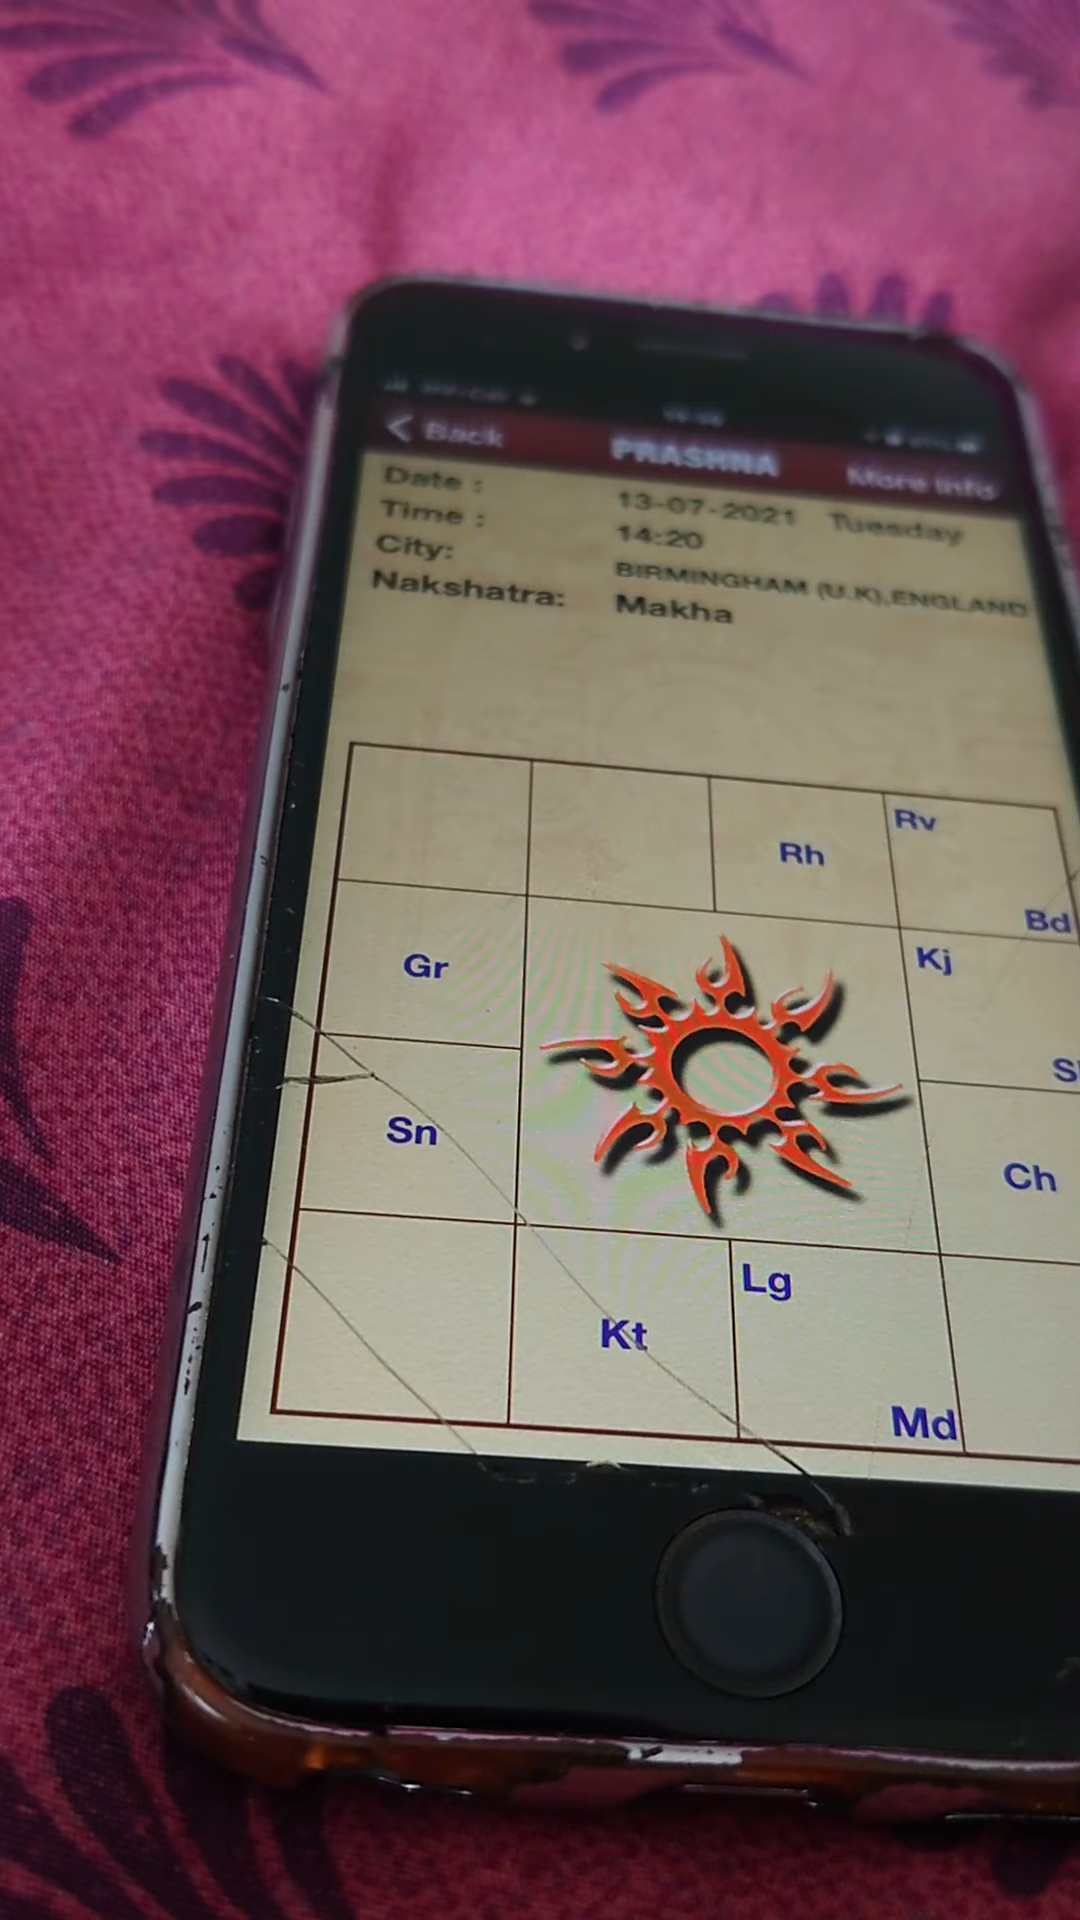 Back PRASHNA More Info
Date : 13-07-2021 Tuesday
Time : 14:20
City: BIRMINGHAM (U.K),ENGLAND
Nakshatra: Makha
Rh
Rv
Bd
Gr
Kj
Sn
Ch
Kt
Lg
Md